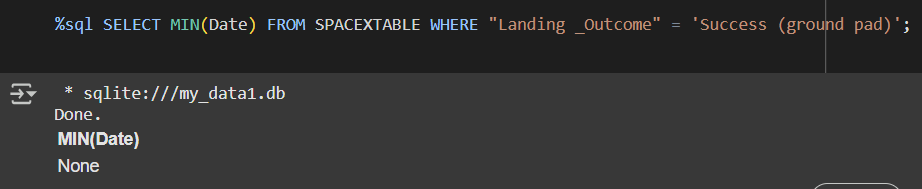 %sql SELECT MIN(Date) FROM SPACEXTABLE WHERE "Landing _Outcome" = 'Success (ground pad)';
* sqlite:///my_data1.db
Done.
MIN(Date)
None